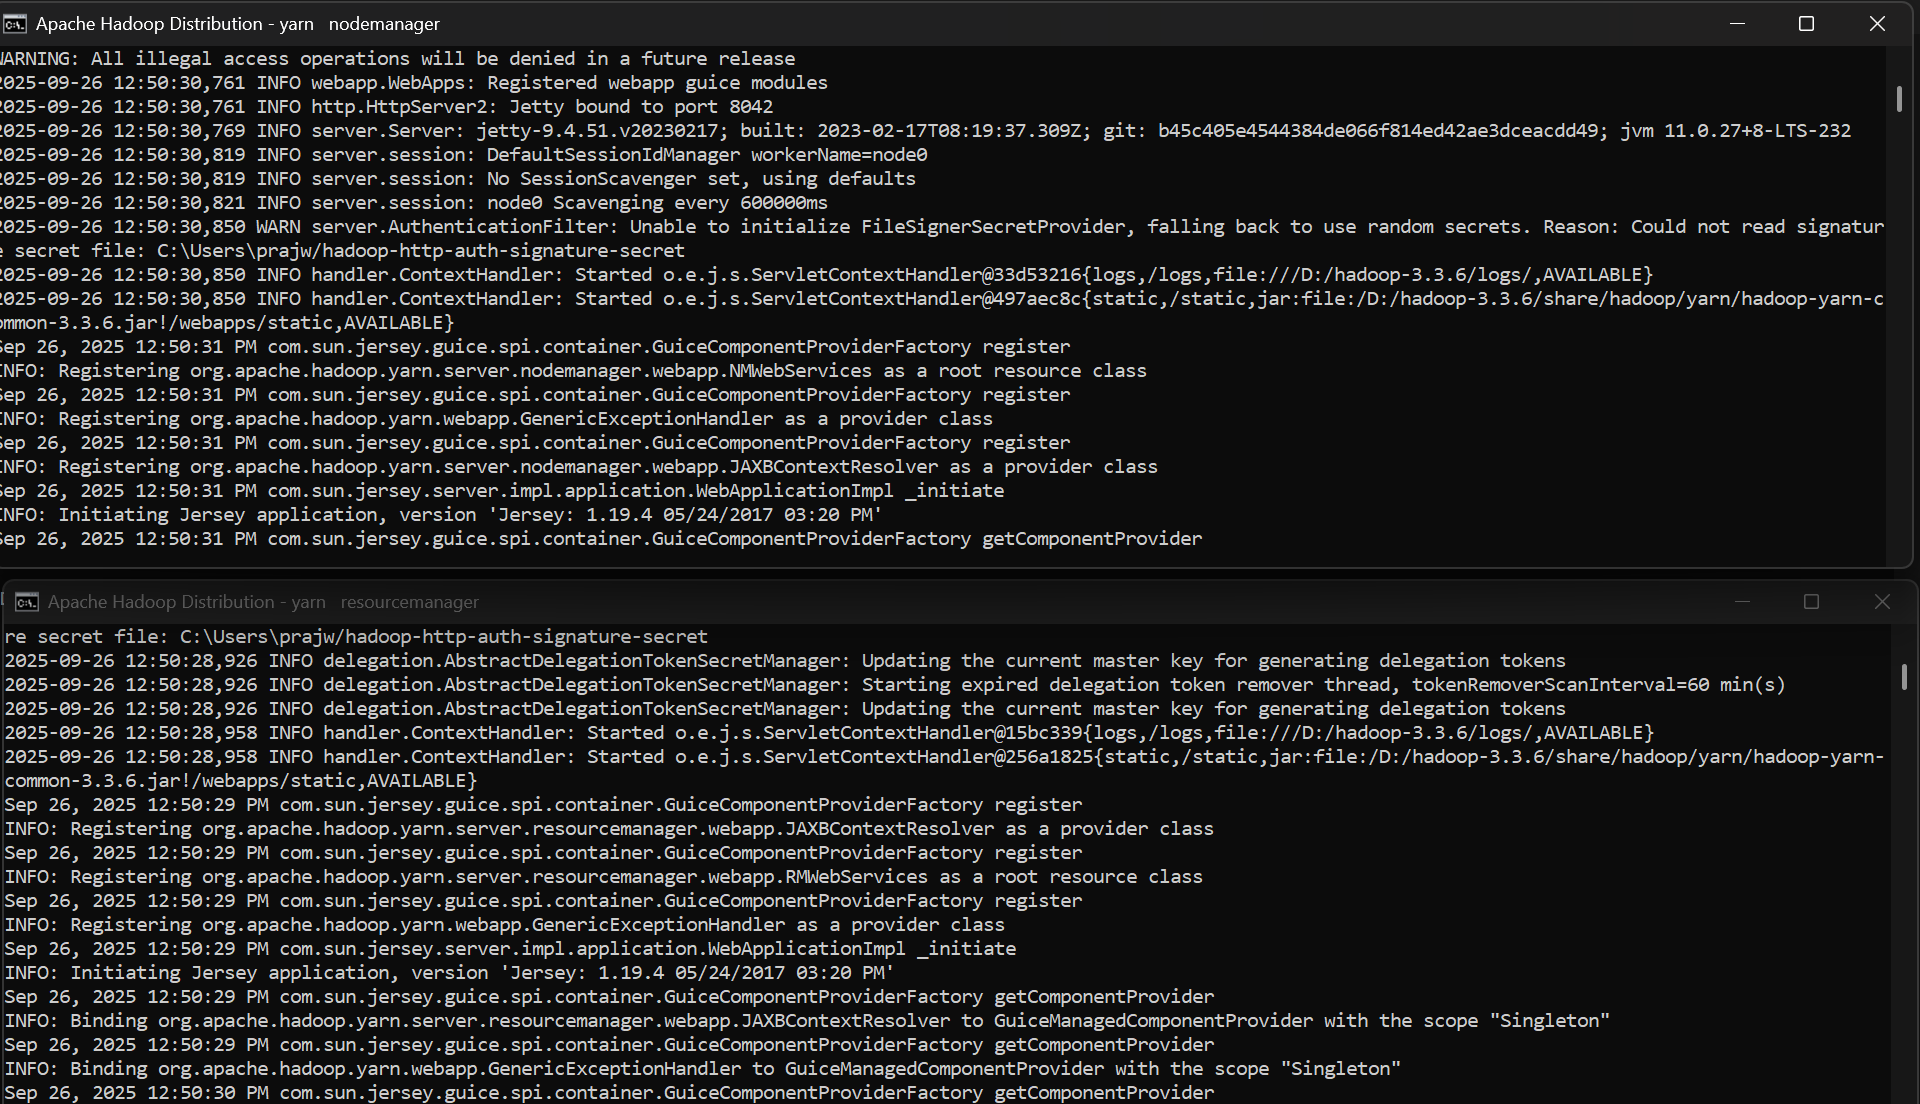 Apache Hadoop Distribution - yarn   nodemanager
WARNING: All illegal access operations will be denied in a future release
2025-09-26 12:50:30,761 INFO webapp.WebApps: Registered webapp guice modules
2025-09-26 12:50:30,761 INFO http.HttpServer2: Jetty bound to port 8042
2025-09-26 12:50:30,769 INFO server.Server: jetty-9.4.51.v20230217; built: 2023-02-17T08:19:37.309Z; git: b45c405e4544384de066f814ed42ae3dceacdd49; jvm 11.0.27+8-LTS-232
2025-09-26 12:50:30,819 INFO server.session: DefaultSessionIdManager workerName=node0
2025-09-26 12:50:30,819 INFO server.session: No SessionScavenger set, using defaults
2025-09-26 12:50:30,821 INFO server.session: node0 Scavenging every 600000ms
2025-09-26 12:50:30,850 WARN server.AuthenticationFilter: Unable to initialize FileSignerSecretProvider, falling back to use random secrets. Reason: Could not read signatur
e secret file: C:\Users\prajw/hadoop-http-auth-signature-secret
2025-09-26 12:50:30,850 INFO handler.ContextHandler: Started o.e.j.s.ServletContextHandler@33d53216{logs,/logs,file:///D:/hadoop-3.3.6/logs/,AVAILABLE}
2025-09-26 12:50:30,850 INFO handler.ContextHandler: Started o.e.j.s.ServletContextHandler@497aec8c{static,/static,jar:file:/D:/hadoop-3.3.6/share/hadoop/yarn/hadoop-yarn-c
ommon-3.3.6.jar!/webapps/static,AVAILABLE}
Sep 26, 2025 12:50:31 PM com.sun.jersey.guice.spi.container.GuiceComponentProviderFactory register
INFO: Registering org.apache.hadoop.yarn.server.nodemanager.webapp.NMWebServices as a root resource class
Sep 26, 2025 12:50:31 PM com.sun.jersey.guice.spi.container.GuiceComponentProviderFactory register
INFO: Registering org.apache.hadoop.yarn.webapp.GenericExceptionHandler as a provider class
Sep 26, 2025 12:50:31 PM com.sun.jersey.guice.spi.container.GuiceComponentProviderFactory register
INFO: Registering org.apache.hadoop.yarn.server.nodemanager.webapp.JAXBContextResolver as a provider class
Sep 26, 2025 12:50:31 PM com.sun.jersey.server.impl.application.WebApplicationImpl _initiate
INFO: Initiating Jersey application, version 'Jersey: 1.19.4 05/24/2017 03:20 PM'
Sep 26, 2025 12:50:31 PM com.sun.jersey.guice.spi.container.GuiceComponentProviderFactory getComponentProvider
Apache Hadoop Distribution - yarn   resourcemanager
re secret file: C:\Users\prajw/hadoop-http-auth-signature-secret
2025-09-26 12:50:28,926 INFO delegation.AbstractDelegationTokenSecretManager: Updating the current master key for generating delegation tokens
2025-09-26 12:50:28,926 INFO delegation.AbstractDelegationTokenSecretManager: Starting expired delegation token remover thread, tokenRemoverScanInterval=60 min(s)
2025-09-26 12:50:28,926 INFO delegation.AbstractDelegationTokenSecretManager: Updating the current master key for generating delegation tokens
2025-09-26 12:50:28,958 INFO handler.ContextHandler: Started o.e.j.s.ServletContextHandler@15bc339{logs,/logs,file:///D:/hadoop-3.3.6/logs/,AVAILABLE}
2025-09-26 12:50:28,958 INFO handler.ContextHandler: Started o.e.j.s.ServletContextHandler@256a1825{static,/static,jar:file:/D:/hadoop-3.3.6/share/hadoop/yarn/hadoop-yarn-
common-3.3.6.jar!/webapps/static,AVAILABLE}
Sep 26, 2025 12:50:29 PM com.sun.jersey.guice.spi.container.GuiceComponentProviderFactory register
INFO: Registering org.apache.hadoop.yarn.server.resourcemanager.webapp.JAXBContextResolver as a provider class
Sep 26, 2025 12:50:29 PM com.sun.jersey.guice.spi.container.GuiceComponentProviderFactory register
INFO: Registering org.apache.hadoop.yarn.server.resourcemanager.webapp.RMWebServices as a root resource class
Sep 26, 2025 12:50:29 PM com.sun.jersey.guice.spi.container.GuiceComponentProviderFactory register
INFO: Registering org.apache.hadoop.yarn.webapp.GenericExceptionHandler as a provider class
Sep 26, 2025 12:50:29 PM com.sun.jersey.server.impl.application.WebApplicationImpl _initiate
INFO: Initiating Jersey application, version 'Jersey: 1.19.4 05/24/2017 03:20 PM'
Sep 26, 2025 12:50:29 PM com.sun.jersey.guice.spi.container.GuiceComponentProviderFactory getComponentProvider
INFO: Binding org.apache.hadoop.yarn.server.resourcemanager.webapp.JAXBContextResolver to GuiceManagedComponentProvider with the scope "Singleton"
Sep 26, 2025 12:50:29 PM com.sun.jersey.guice.spi.container.GuiceComponentProviderFactory getComponentProvider
INFO: Binding org.apache.hadoop.yarn.webapp.GenericExceptionHandler to GuiceManagedComponentProvider with the scope "Singleton"
Sep 26, 2025 12:50:30 PM com.sun.jersey.guice.spi.container.GuiceComponentProviderFactory getComponentProvider